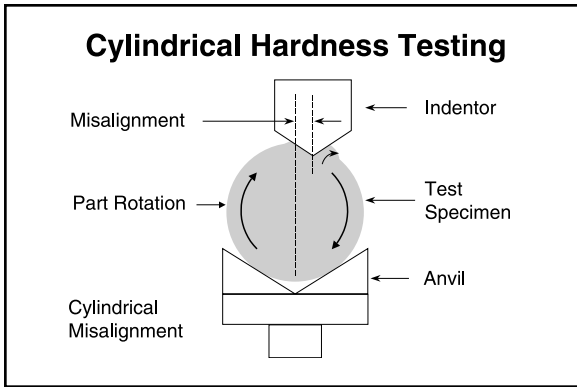 Cylindrical Hardness Testing
Misalignment
Indentor
Part Rotation
Test
Specimen
Anvil
Cylindrical
Misalignment